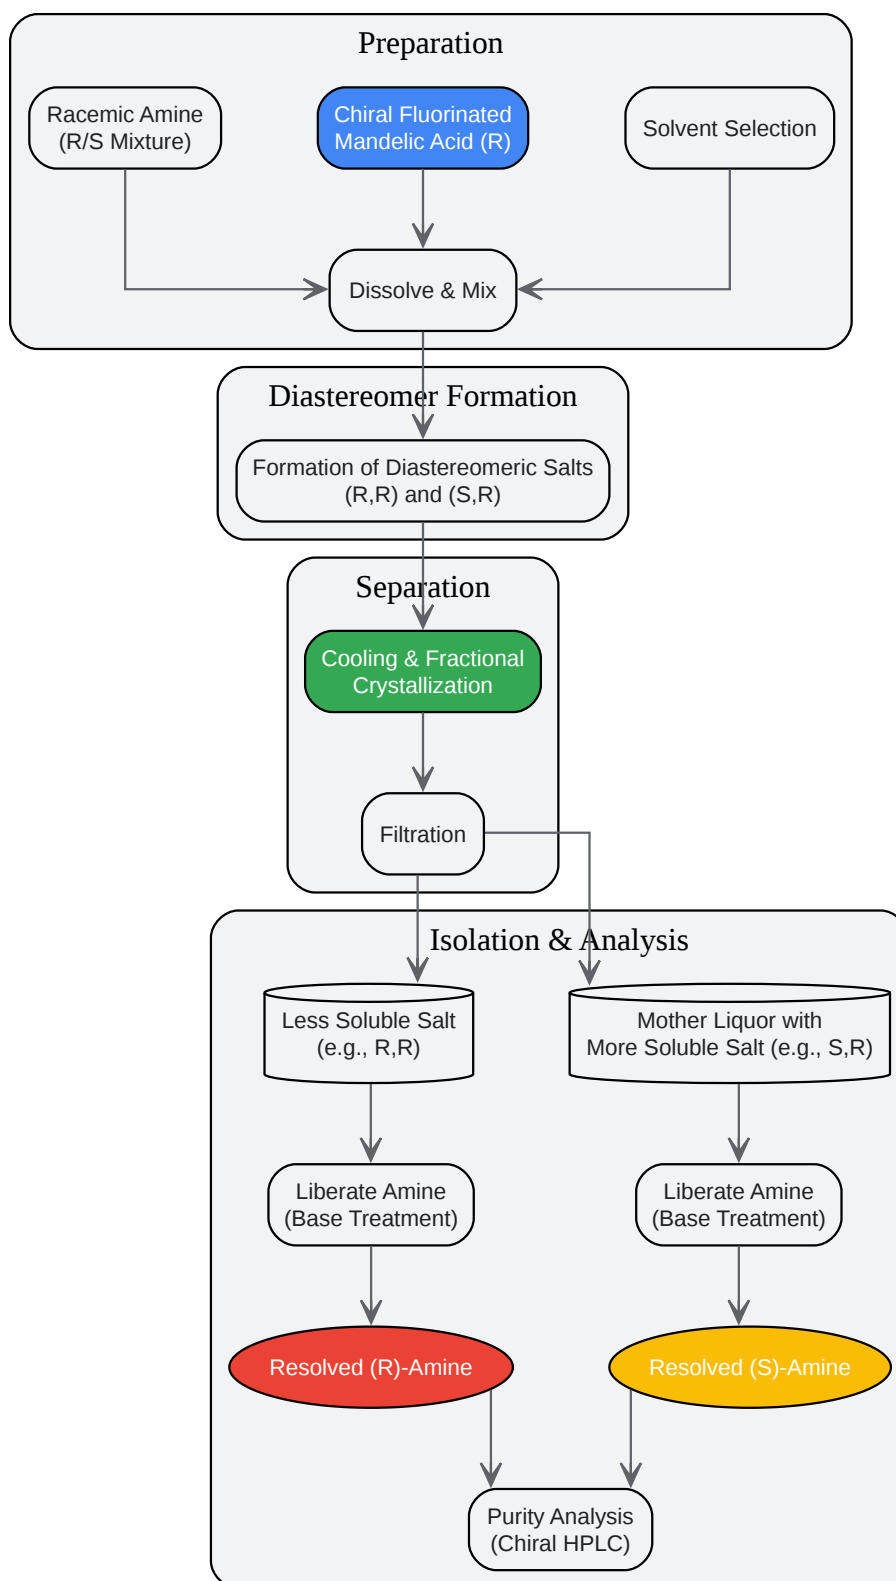 Preparation
Racemic Amine
(R/S Mixture)
Chiral Fluorinated
Mandelic Acid (R)
Solvent Selection
Dissolve & Mix
Diastereomer Formation
Formation of Diastereomeric Salts
(R,R) and (S,R)
Separation
Cooling & Fractional
Crystallization
Filtration
Isolation & Analysis
Less Soluble Salt
(e.g., R,R)
Mother Liquor with
More Soluble Salt (e.g., S,R)
Liberate Amine
(Base Treatment)
Liberate Amine
(Base Treatment)
Resolved (R)-Amine
Resolved (S)-Amine
Purity Analysis
(Chiral HPLC)